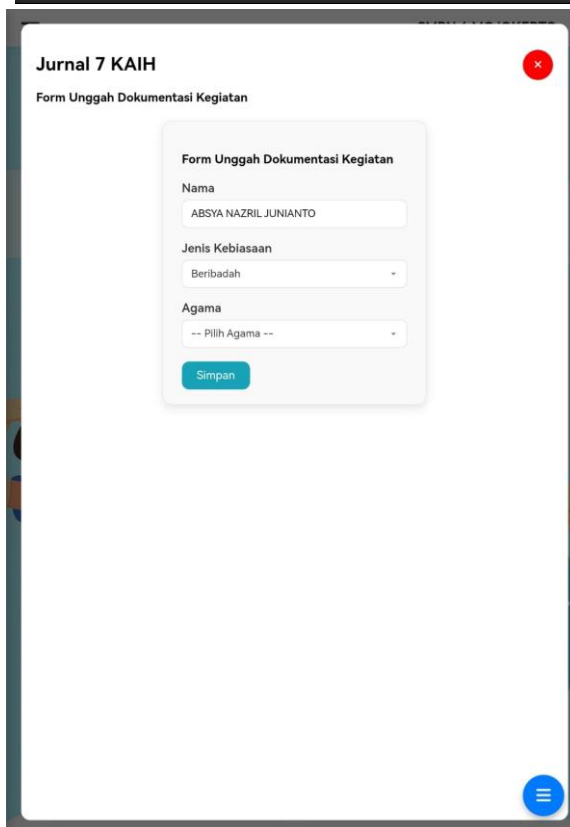 Jurnal 7 KAIH
×
Form Unggah Dokumentasi Kegiatan
Form Unggah Dokumentasi Kegiatan
Nama
ABSYA NAZRIL JUNIANTO
Jenis Kebiasaan
Beribadah
Agama
-- Pilih Agama --
Simpan